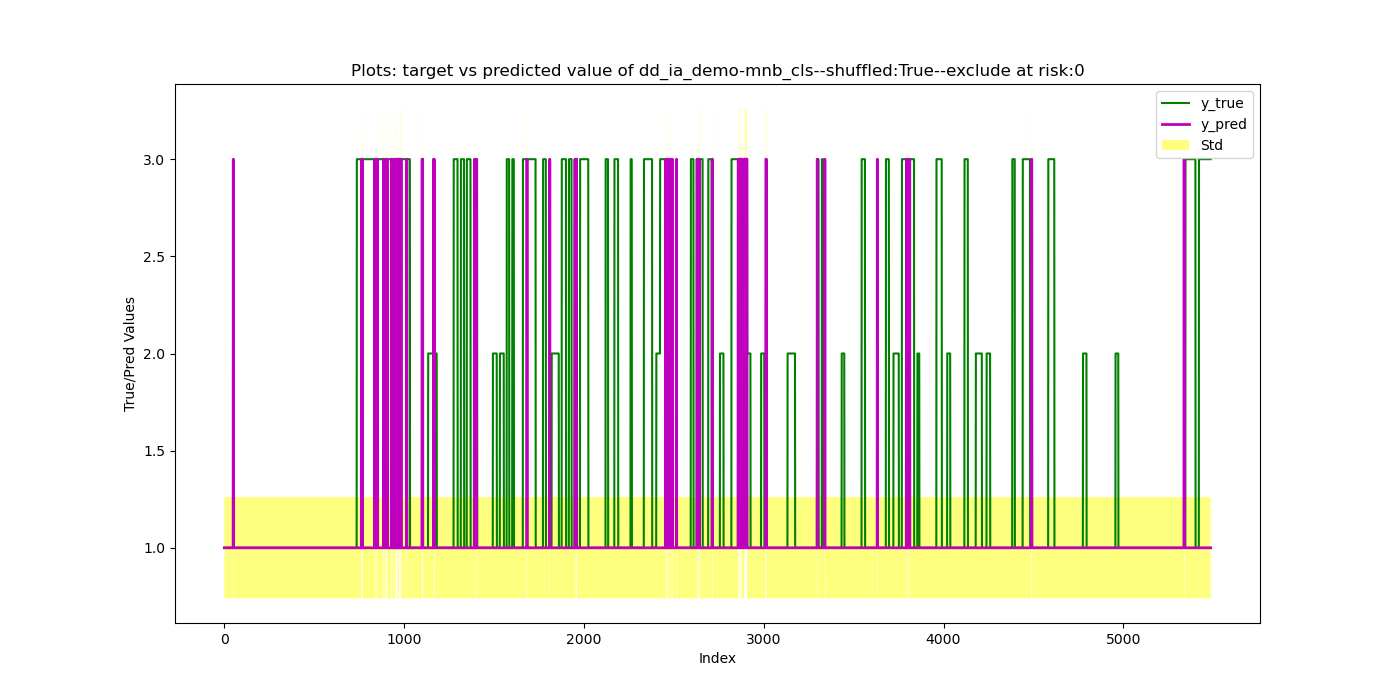 Plots: target vs predicted value of dd_ia_demo-mnb_cls--shuffled:True--exclude at risk:0
y_true
y_pred
Std
3.0
2.5
2.0
1.5
1.0
True/Pred Values
0 1000 2000 3000 4000 5000
Index